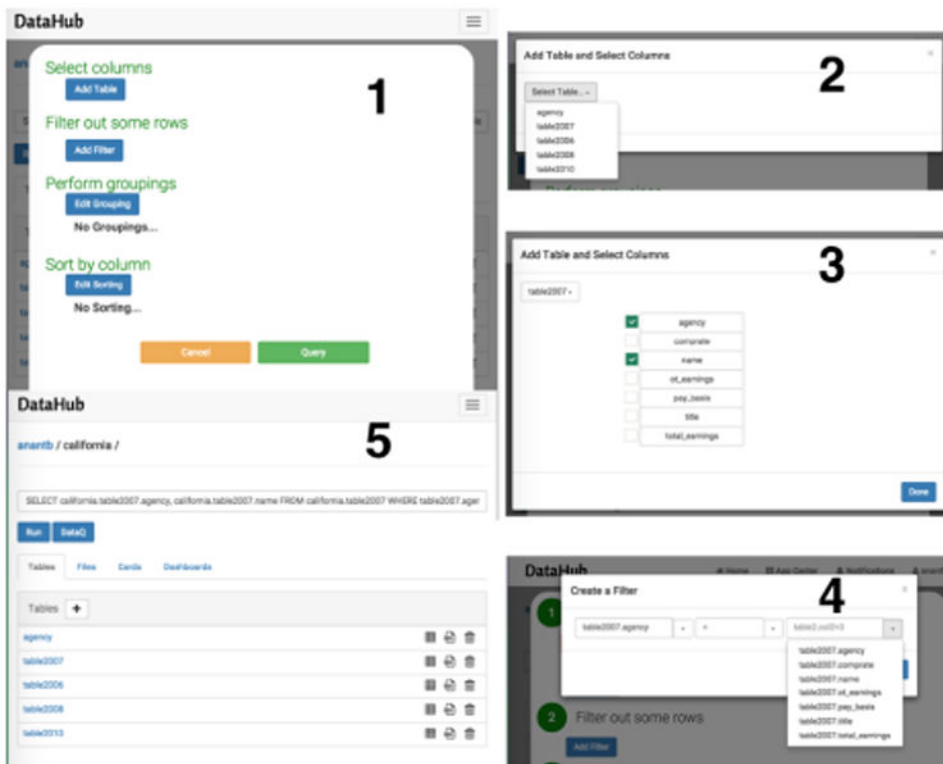 DataHub
Select columns
Add Table
1
Filter out some rows
Add Filter
Perform groupings
Edit Grouping
No Groupings...
Sort by column
Edit Sorting
No Sorting...
Cancel
Query
Add Table and Select Columns
2
Select Table...
agency
table2007
table2006
table2008
table2010
Perform groupings
Add Table and Select Columns
3
table2007
agency
comprate
name
ot_earnings
pay_basis
title
total_earnings
Done
DataHub
Home App Center Notifications
Create a Filter
4
1
table2007.agency
=
table2007.agency
table2007.comprate
table2007.name
table2007.ot_earnings
table2007.pay_basis
table2007.title
table2007.total_earnings
2 Filter out some rows
Add Filter
DataHub
anantb / california /
5
SELECT california.table2007.agency, california.table2007.name FROM california.table2007 WHERE table2007.ager
Run DataQ
Tables Files Cards Dashboards
Tables +
agency
table2007
table2006
table2008
table2010